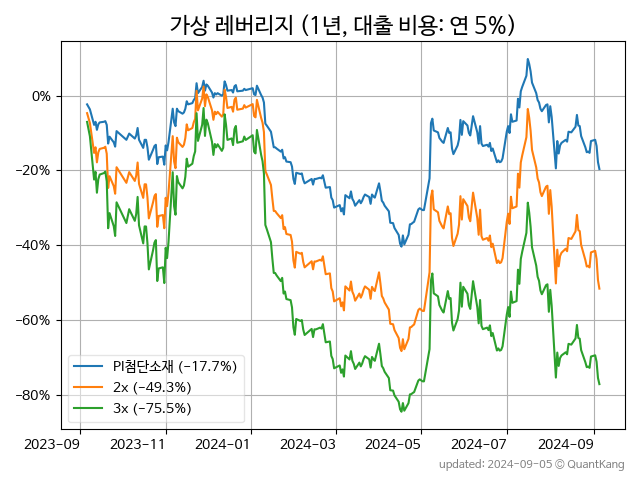 가상 레버리지 (1년, 대출 비용: 연 5%)
0%
−20%
−40%
−60%
−80%
PI첨단소재 (−17.7%)
2x (−49.3%)
3x (−75.5%)
2023-09 2023-11 2024-01 2024-03 2024-05 2024-07 2024-09
updated: 2024-09-05 © QuantKang